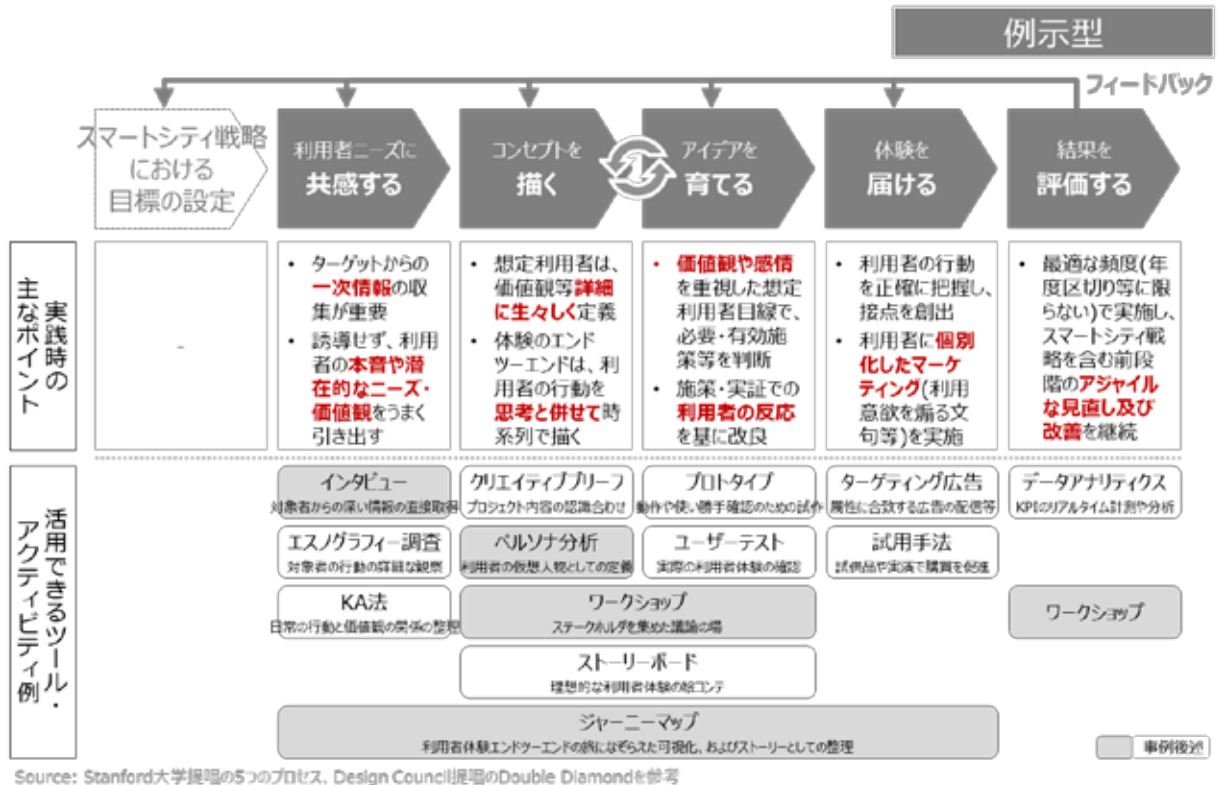 例示型
フィードバック
スマートシティ戦略
における
目標の設定
利用者ニーズに
共感する
コンセプトを
描く
アイデアを
育てる
体験を
届ける
結果を
評価する
実践時の
主なポイント
-
• ターゲットからの
一次情報の収
集が重要
• 誘導せず、利用
者の本音や潜
在的なニーズ・
価値観をうまく
引き出す
• 想定利用者は、
価値観等詳細
に生々しく定義
• 体験のエンド
ツーエンドは、利
用者の行動を
思考と併せて時
系列で描く
• 価値観や感情
を重視した想定
利用者目線で、
必要・有効施
策等を判断
• 施策・実証での
利用者の反応
を基に改良
• 利用者の行動
を正確に把握し、
接点を創出
• 利用者に個別
化したマーケ
ティング(利用
意欲を煽る文
句等)を実施
• 最適な頻度(年
度区切り等に限
らない)で実施し、
スマートシティ戦
略を含む前段
階のアジャイル
な見直し及び
改善を継続
活用できるツール・
アクティビティ例
インタビュー
対象者からの深い情報の直接取得
エスノグラフィー調査
対象者の行動の詳細な観察
KA法
日常の行動と価値観の関係の整理
クリエイティブブリーフ
プロジェクト内容の認識合わせ
ペルソナ分析
利用者の仮想人物としての定義
プロトタイプ
動作や使い勝手確認のための試作
ユーザーテスト
実際の利用者体験の確認
ワークショップ
ステークホルダを集めた議論の場
ストーリーボード
理想的な利用者体験の絵コンテ
ターゲティング広告
属性に合致する広告の配信等
試用手法
試供品や実演で購買を促進
データアナリティクス
KPIのリアルタイム計測や分析
ワークショップ
ジャーニーマップ
利用者体験エンドツーエンドの旅になぞらえた可視化、およびストーリーとしての整理
事例後述
Source: Stanford大学提唱の5つのプロセス、Design Council提唱のDouble Diamondを参考